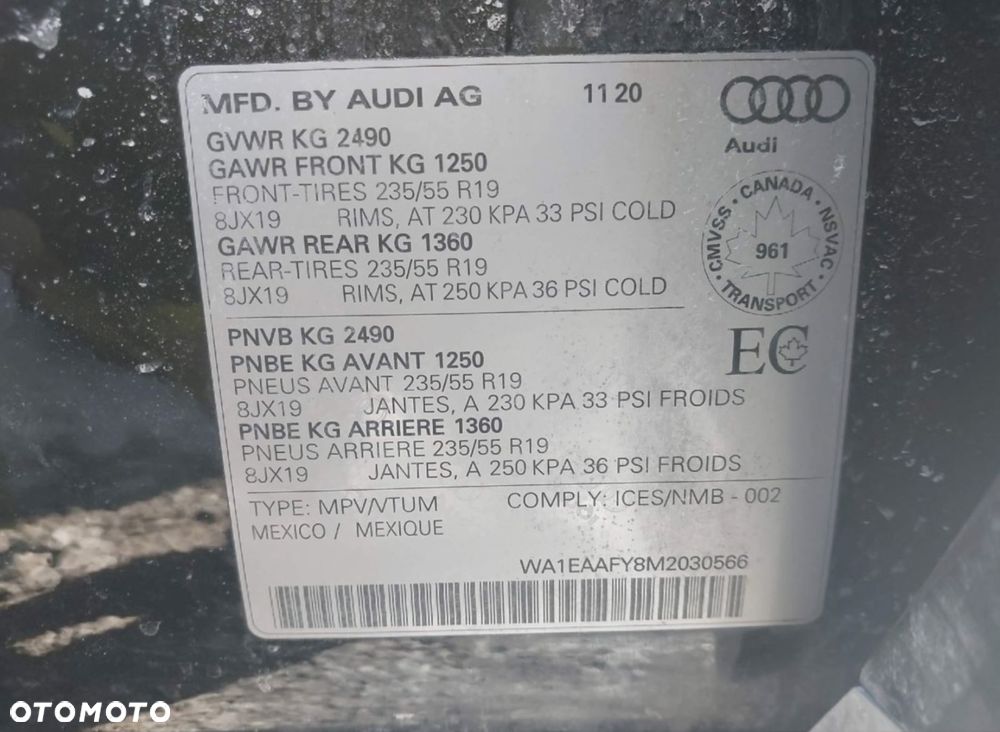 MFD. BY AUDI AG 11 20
Audi
GVWR KG 2490
GAWR FRONT KG 1250
FRONT-TIRES 235/55 R19
8JX19 RIMS, AT 230 KPA 33 PSI COLD
GAWR REAR KG 1360
REAR-TIRES 235/55 R19
8JX19 RIMS, AT 250 KPA 36 PSI COLD
CMVSS · CANADA · NSVAC · TRANSPORT ·
961
PNVB KG 2490
EC
PNBE KG AVANT 1250
PNEUS AVANT 235/55 R19
8JX19 JANTES, A 230 KPA 33 PSI FROIDS
PNBE KG ARRIERE 1360
PNEUS ARRIERE 235/55 R19
8JX19 JANTES, A 250 KPA 36 PSI FROIDS
TYPE: MPV/VTUM COMPLY: ICES/NMB - 002
MEXICO / MEXIQUE
WA1EAAFY8M2030566
OTOMOTO